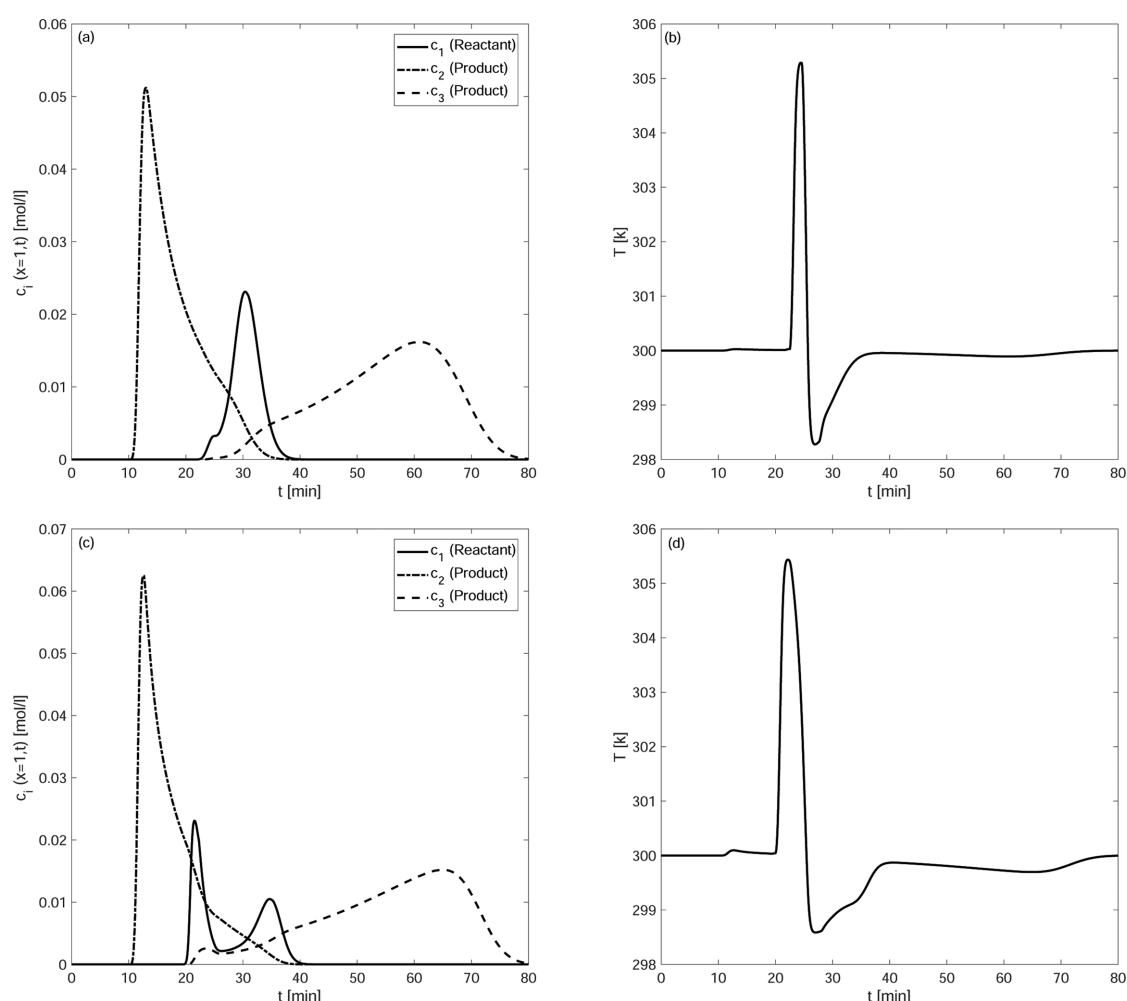 (a)
c1 (Reactant)
c2 (Product)
c3 (Product)
0.06
0.05
0.04
0.03
0.02
0.01
0
ci (x=1,t) [mol/l]
0 10 20 30 40 50 60 70 80
t [min]
(b)
306
305
304
303
302
301
300
299
298
T [k]
0 10 20 30 40 50 60 70 80
t [min]
(c)
c1 (Reactant)
c2 (Product)
c3 (Product)
0.07
0.06
0.05
0.04
0.03
0.02
0.01
0
ci (x=1,t) [mol/l]
0 10 20 30 40 50 60 70 80
t [min]
(d)
306
305
304
303
302
301
300
299
298
T [k]
0 10 20 30 40 50 60 70 80
t [min]